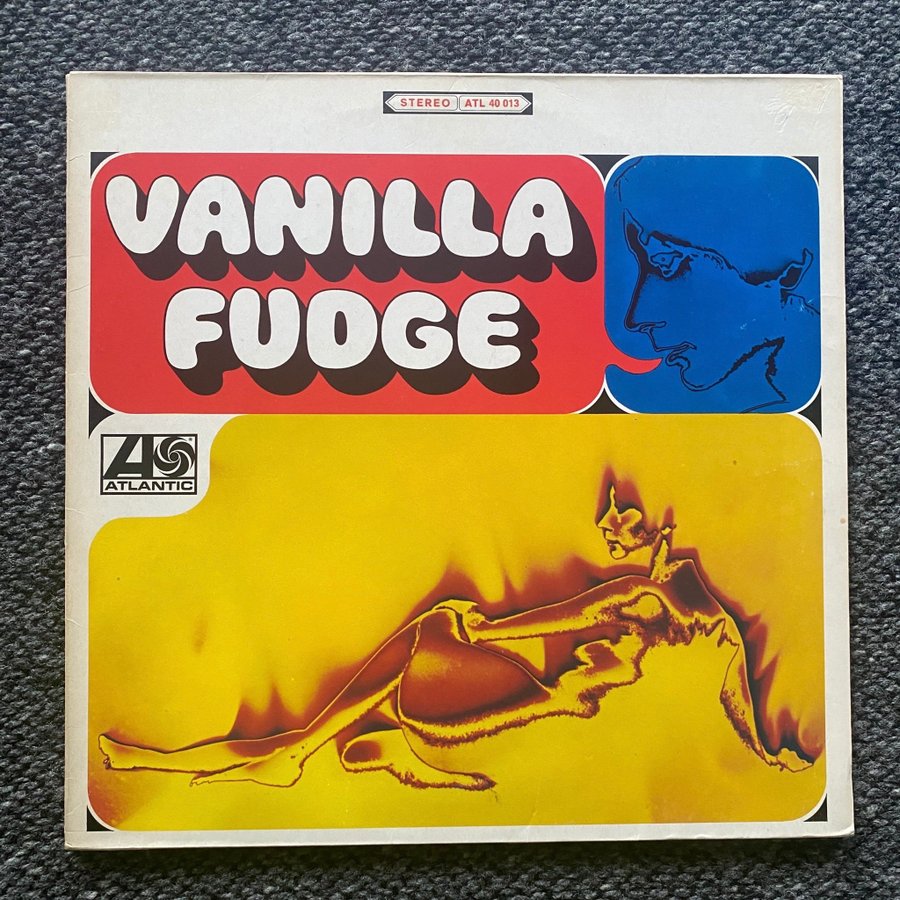 STEREO ATL 40 013
VANILLA
FUDGE
ATLANTIC